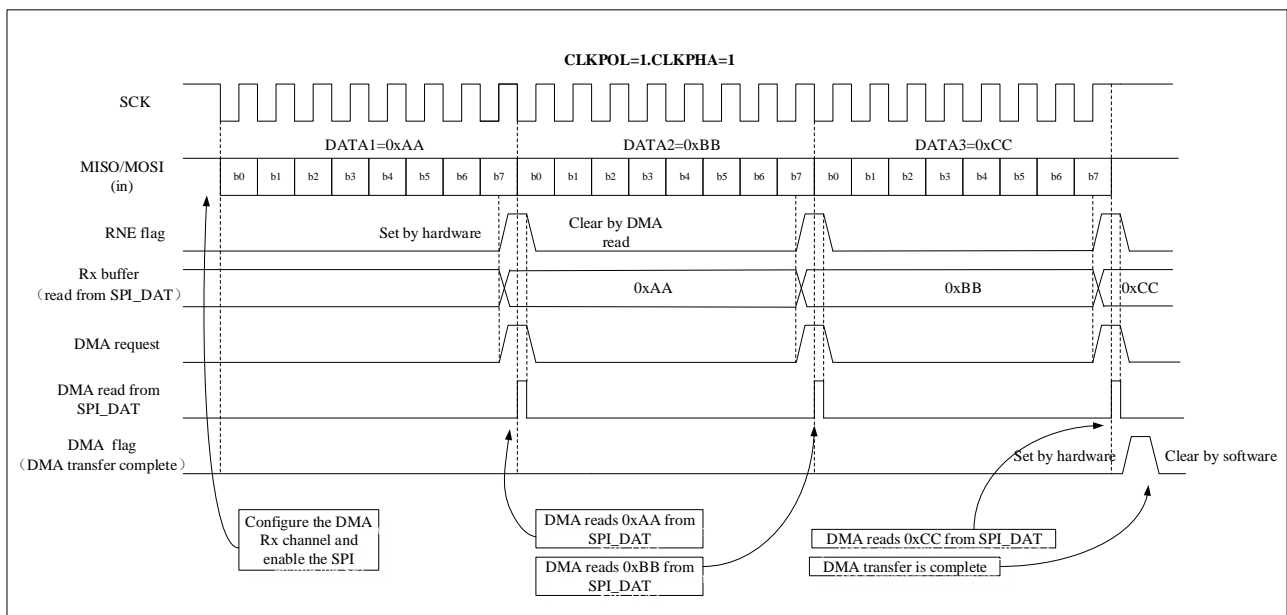 CLKPOL=1.CLKPHA=1
SCK
DATA1=0xAA
DATA2=0xBB
DATA3=0xCC
MISO/MOSI
(in)
b0 b1 b2 b3 b4 b5 b6 b7 b0 b1 b2 b3 b4 b5 b6 b7 b0 b1 b2 b3 b4 b5 b6 b7
RNE flag
Set by hardware
Clear by DMA
read
Rx buffer
(read from SPI_DAT)
0xAA
0xBB
0xCC
DMA request
DMA read from
SPI_DAT
DMA flag
(DMA transfer complete)
Set by hardware
Clear by software
Configure the DMA
Rx channel and
enable the SPI
DMA reads 0xAA from
SPI_DAT
DMA reads 0xBB from
SPI_DAT
DMA reads 0xCC from SPI_DAT
DMA transfer is complete